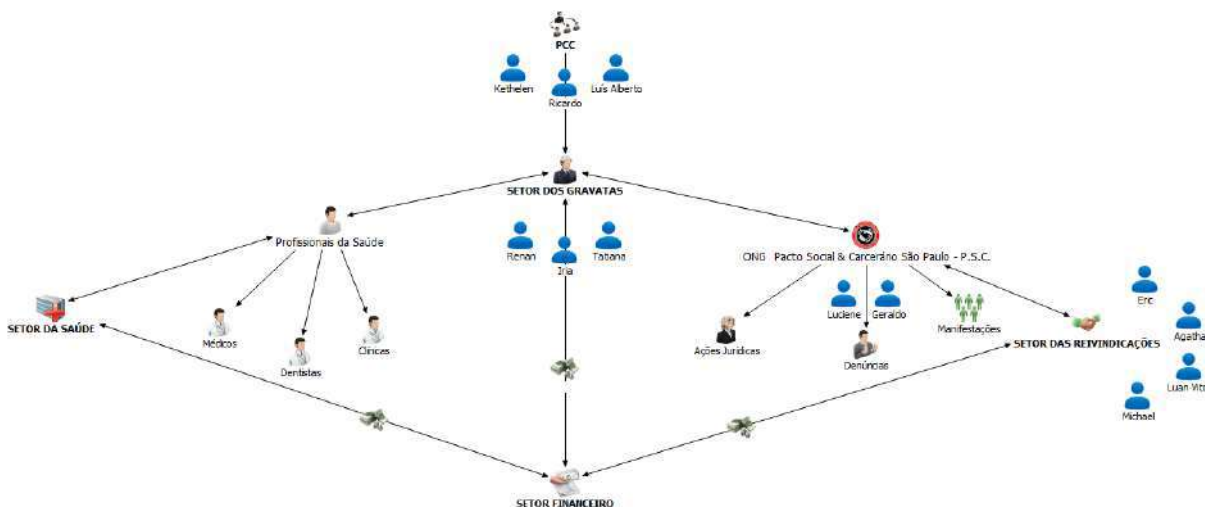 PCC
Kethelen
Luís Alberto
Ricardo
SETOR DOS GRAVATAS
Renan
Tatiana
Iria
Profissionais da Saúde
ONG Pacto Social & Carcerário São Paulo - P.S.C.
Eric
Luciene
Geraldo
Manifestações
SETOR DA SAÚDE
Médicos
Clínicas
Dentistas
Ações Jurídicas
Denúncias
SETOR DAS REIVINDICAÇÕES
Agatha
Luan
Michael
SETOR FINANCEIRO